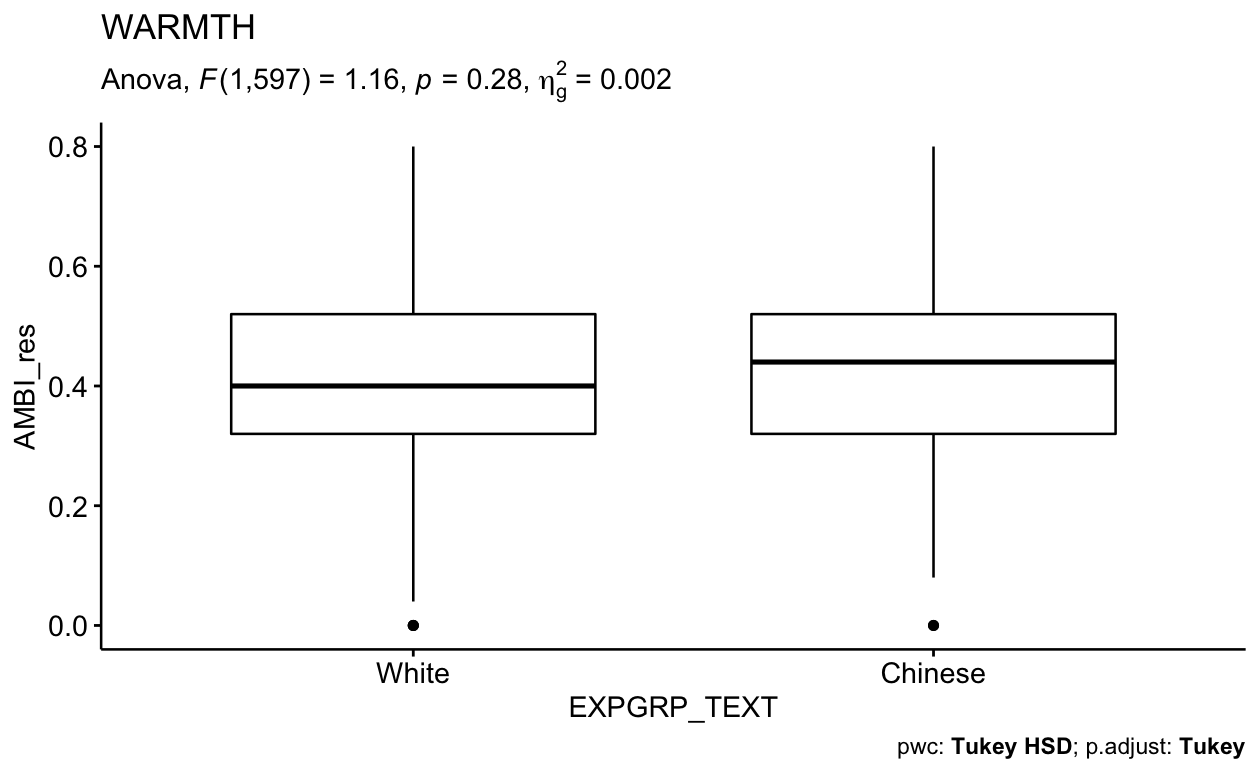 WARMTH
Anova, F(1,597) = 1.16, p = 0.28, η²g = 0.002
0.8
0.6
0.4
0.2
0.0
AMBI_res
White Chinese
EXPGRP_TEXT
pwc: Tukey HSD; p.adjust: Tukey